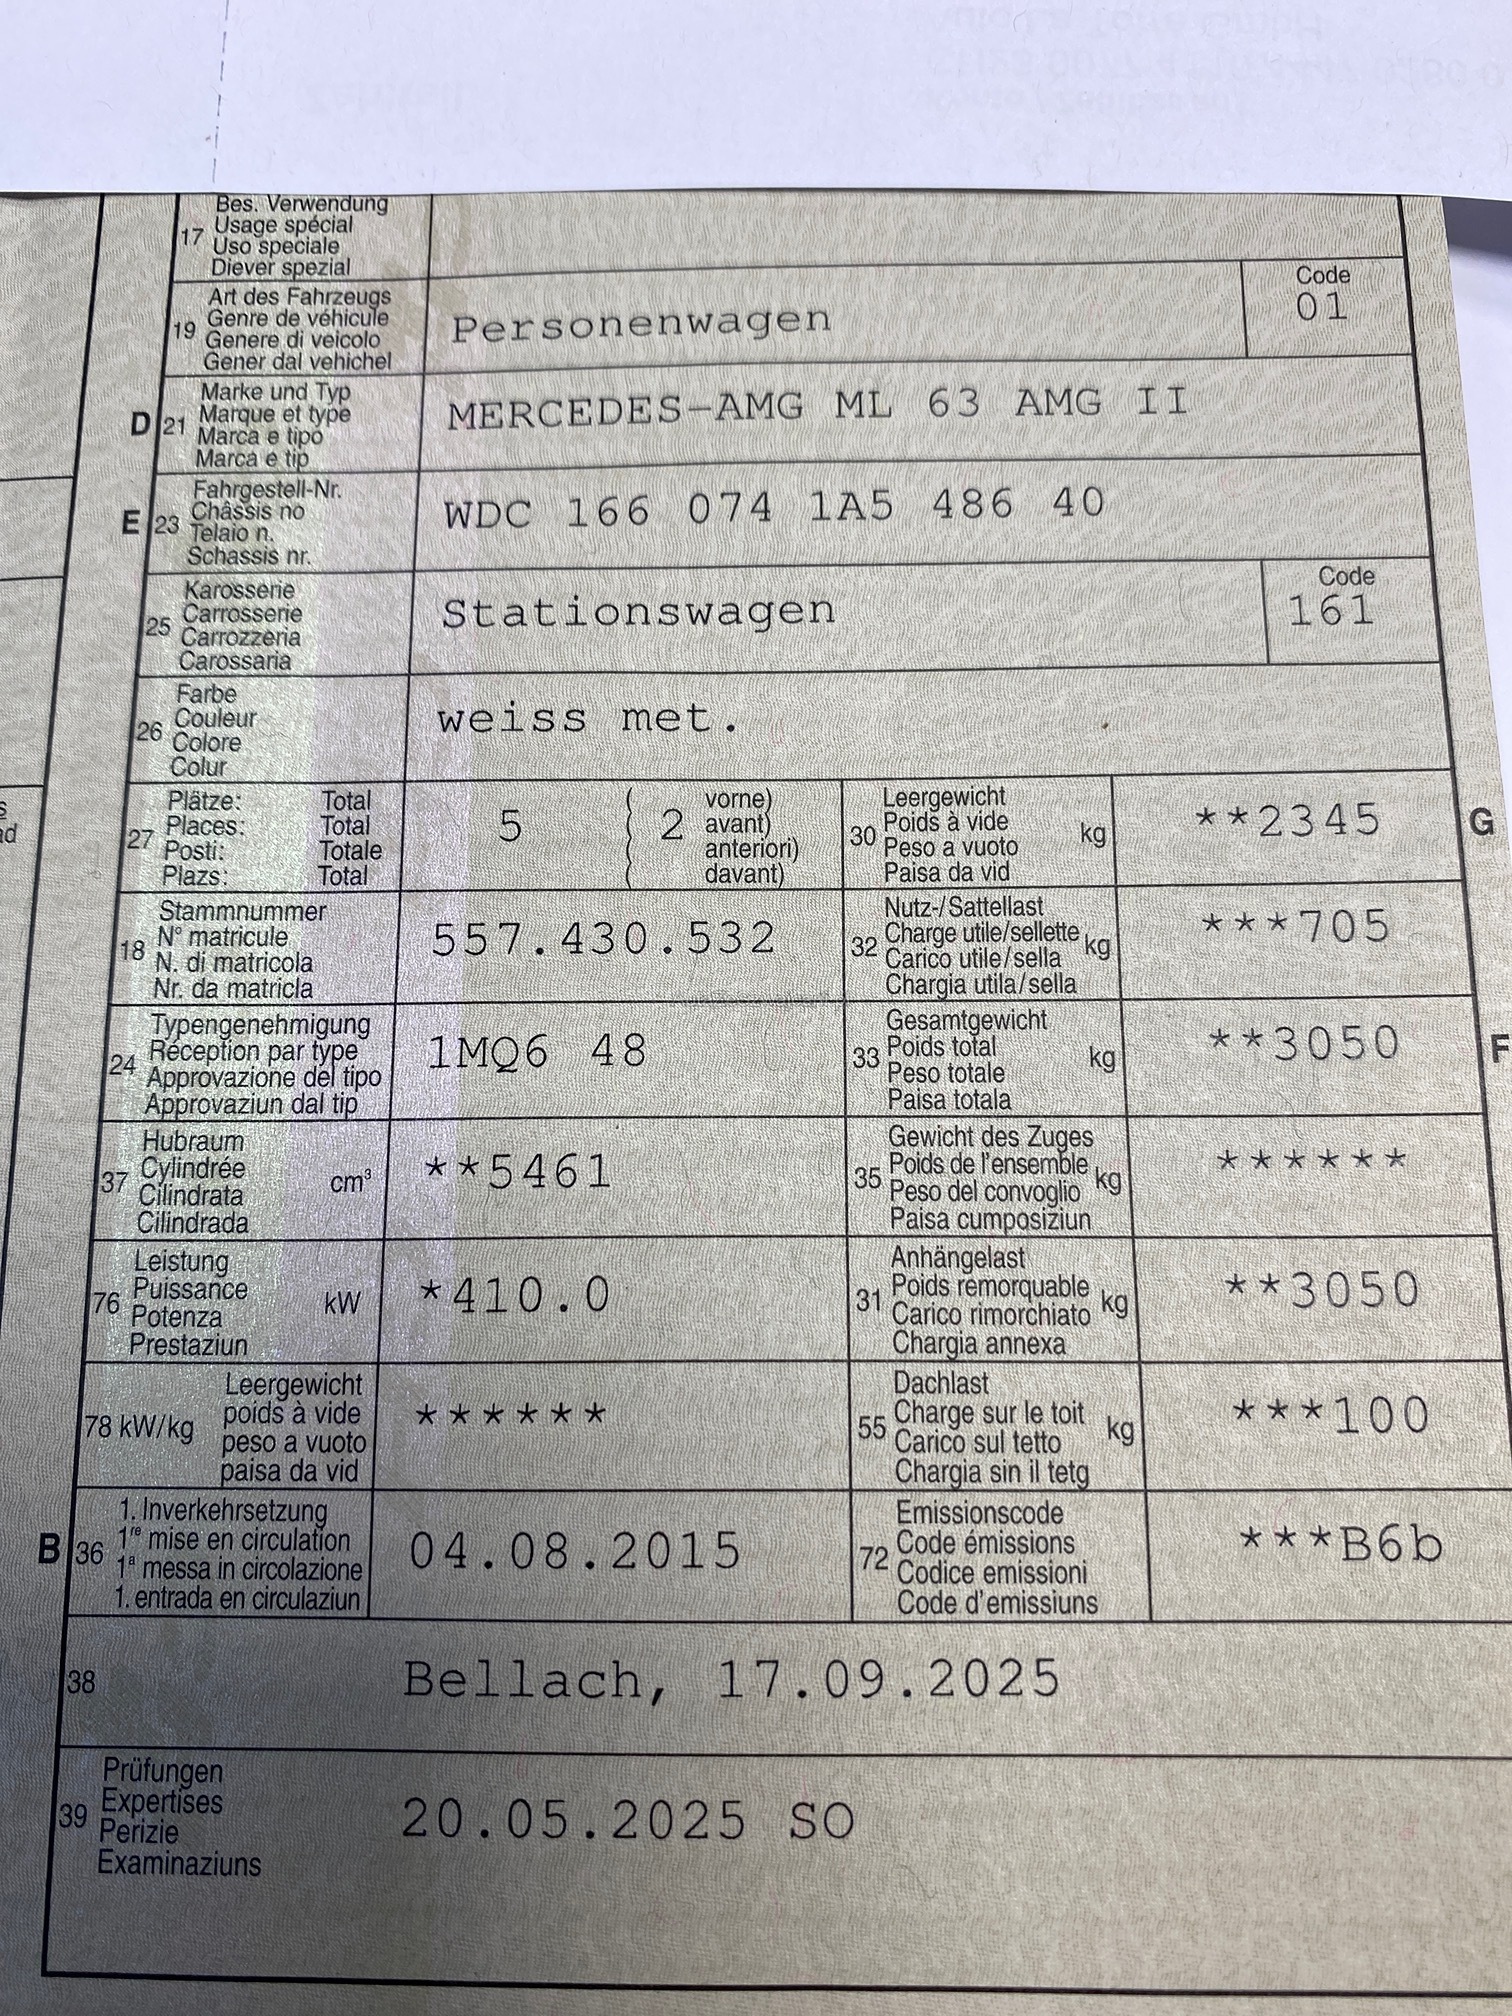 Bes. Verwendung
17 Usage spécial
Uso speciale
Diever spezial
Art des Fahrzeugs
19 Genre de véhicule
Genere di veicolo
Gener dal vehichel
Personenwagen
Code
01
Marke und Typ
D 21 Marque et type
Marca e tipo
Marca e tip
MERCEDES-AMG ML 63 AMG II
Fahrgestell-Nr.
E 23 Châssis no
Telaio n.
Schassis nr.
WDC 166 074 1A5 486 40
Karosserie
25 Carrosserie
Carrozzeria
Carossaria
Stationswagen
Code
161
Farbe
26 Couleur
Colore
Colur
weiss met.
Plätze: Total
27 Places: Total
Posti: Totale
Plazs: Total
5 ( 2 vorne)
( avant)
( anteriori)
( davant)
Leergewicht
30 Poids à vide kg
Peso a vuoto
Paisa da vid
**2345 G
Stammnummer
18 N° matricule
N. di matricola
Nr. da matricla
557.430.532
Nutz-/Sattellast
32 Charge utile/sellette kg
Carico utile/sella
Chargia utila/sella
***705
Typengenehmigung
24 Réception par type
Approvazione del tipo
Approvaziun dal tip
1MQ6 48
Gesamtgewicht
33 Poids total kg
Peso totale
Paisa totala
**3050 F
Hubraum
37 Cylindrée cm³
Cilindrata
Cilindrada
**5461
Gewicht des Zuges
35 Poids de l'ensemble kg
Peso del convoglio
Paisa cumposiziun
******
Leistung
76 Puissance kW
Potenza
Prestaziun
*410.0
Anhängelast
31 Poids remorquable kg
Carico rimorchiato
Chargia annexa
**3050
Leergewicht
78 kW/kg poids à vide
peso a vuoto
paisa da vid
******
Dachlast
55 Charge sur le toit kg
Carico sul tetto
Chargia sin il tetg
***100
1. Inverkehrsetzung
B 36 1re mise en circulation
1a messa in circolazione
1. entrada en circulaziun
04.08.2015
Emissionscode
72 Code émissions
Codice emissioni
Code d'emissiuns
***B6b
38 Bellach, 17.09.2025
Prüfungen
39 Expertises
Perizie
Examinaziuns
20.05.2025 SO